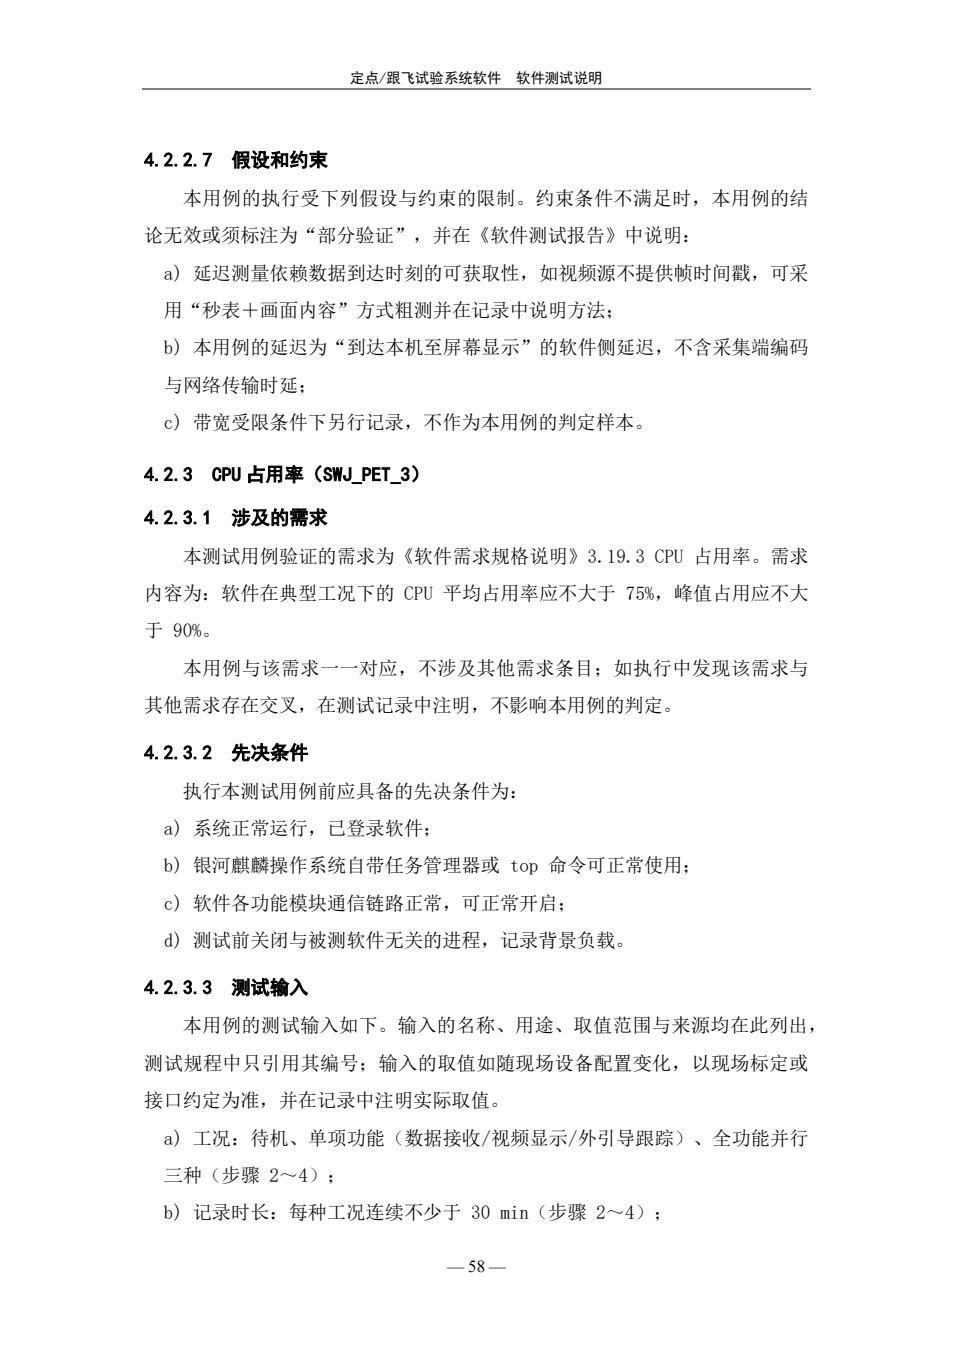 定点/跟飞试验系统软件　软件测试说明
4.2.2.7　假设和约束
本用例的执行受下列假设与约束的限制。约束条件不满足时，本用例的结
论无效或须标注为“部分验证”，并在《软件测试报告》中说明：
a) 延迟测量依赖数据到达时刻的可获取性，如视频源不提供帧时间戳，可采
用“秒表＋画面内容”方式粗测并在记录中说明方法；
b) 本用例的延迟为“到达本机至屏幕显示”的软件侧延迟，不含采集端编码
与网络传输时延；
c) 带宽受限条件下另行记录，不作为本用例的判定样本。
4.2.3　CPU 占用率（SWJ_PET_3）
4.2.3.1　涉及的需求
本测试用例验证的需求为《软件需求规格说明》3.19.3 CPU 占用率。需求
内容为：软件在典型工况下的 CPU 平均占用率应不大于 75%，峰值占用应不大
于 90%。
本用例与该需求一一对应，不涉及其他需求条目；如执行中发现该需求与
其他需求存在交叉，在测试记录中注明，不影响本用例的判定。
4.2.3.2　先决条件
执行本测试用例前应具备的先决条件为：
a) 系统正常运行，已登录软件；
b) 银河麒麟操作系统自带任务管理器或 top 命令可正常使用；
c) 软件各功能模块通信链路正常，可正常开启；
d) 测试前关闭与被测软件无关的进程，记录背景负载。
4.2.3.3　测试输入
本用例的测试输入如下。输入的名称、用途、取值范围与来源均在此列出，
测试规程中只引用其编号；输入的取值如随现场设备配置变化，以现场标定或
接口约定为准，并在记录中注明实际取值。
a) 工况：待机、单项功能（数据接收/视频显示/外引导跟踪）、全功能并行
三种（步骤 2～4）；
b) 记录时长：每种工况连续不少于 30 min（步骤 2～4）；
— 58 —